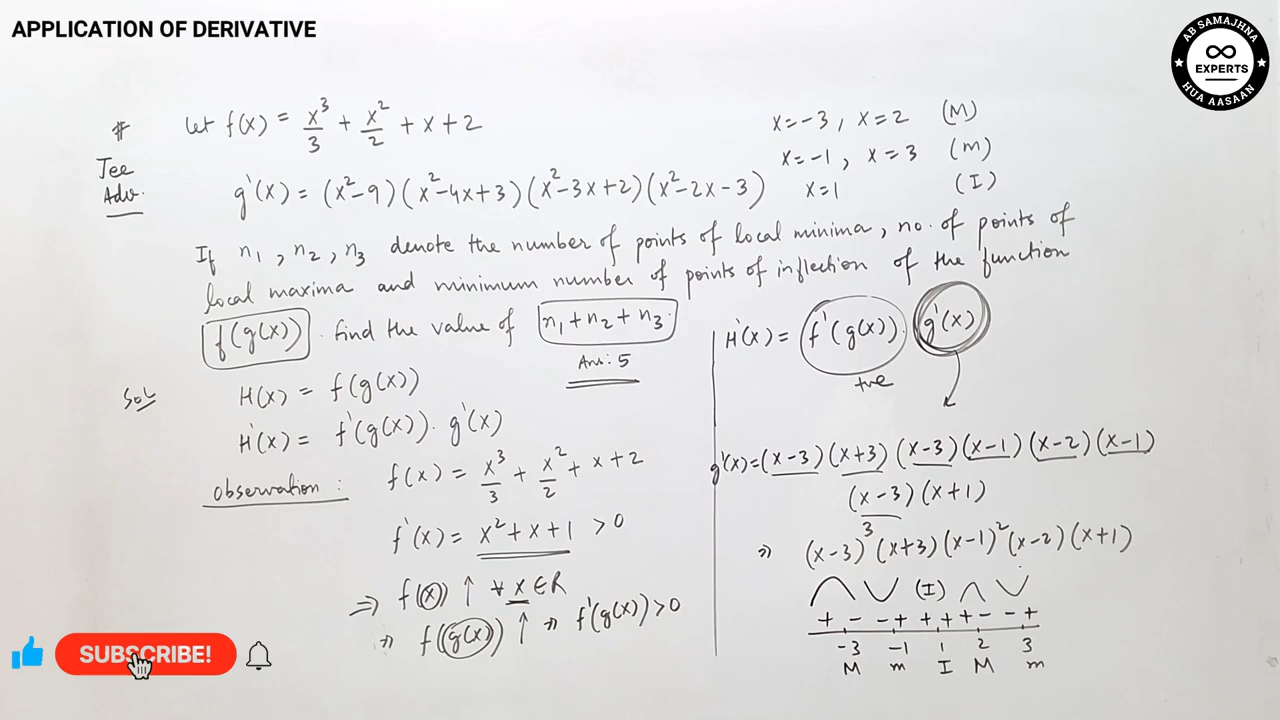 APPLICATION OF DERIVATIVE
AB SAMAJHNA
∞
EXPERTS
HUA AASAAN
# let f(x) = x³/3 + x²/2 + x + 2
Jee
Adv.
g'(x) = (x²-9)(x²-4x+3)(x²-3x+2)(x²-2x-3)
x=-3, x=2 (M)
x=-1, x=3 (m)
x=1 (I)
If n₁, n₂, n₃ denote the number of points of local minima, no. of points of
local maxima and minimum number of points of inflection of the function
f(g(x)). find the value of n₁+n₂+n₃.
Ans: 5
Sol
H(x) = f(g(x))
H'(x) = f'(g(x)). g'(x)
observation: f(x) = x³/3 + x²/2 + x + 2
f'(x) = x²+x+1 >0
⇒ f(x) ↑ ∀ x ∈ R
⇒ f(g(x)) ↑ ⇒ f'(g(x))>0
H'(x) = f'(g(x)). g'(x)
+ve
g'(x)=(x-3)(x+3)(x-3)(x-1)(x-2)(x-1)
(x-3)(x+1)
⇒ (x-3)³(x+3)(x-1)²(x-2)(x+1)
(I)
+ - - + + + + - - +
-3 -1 1 2 3
M m I M m
SUBSCRIBE!